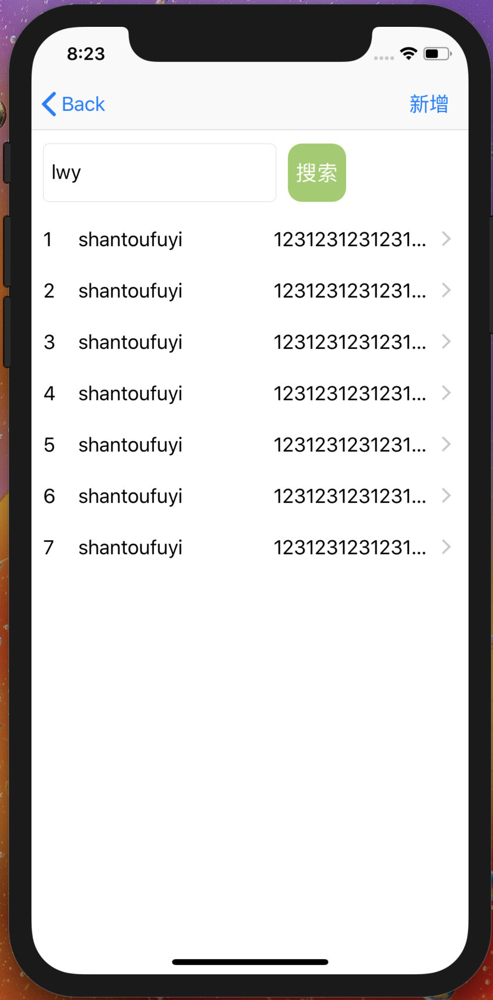 8:23
Back 新增
lwy 搜索
1 shantoufuyi 1231231231231...
2 shantoufuyi 1231231231231...
3 shantoufuyi 1231231231231...
4 shantoufuyi 1231231231231...
5 shantoufuyi 1231231231231...
6 shantoufuyi 1231231231231...
7 shantoufuyi 1231231231231...